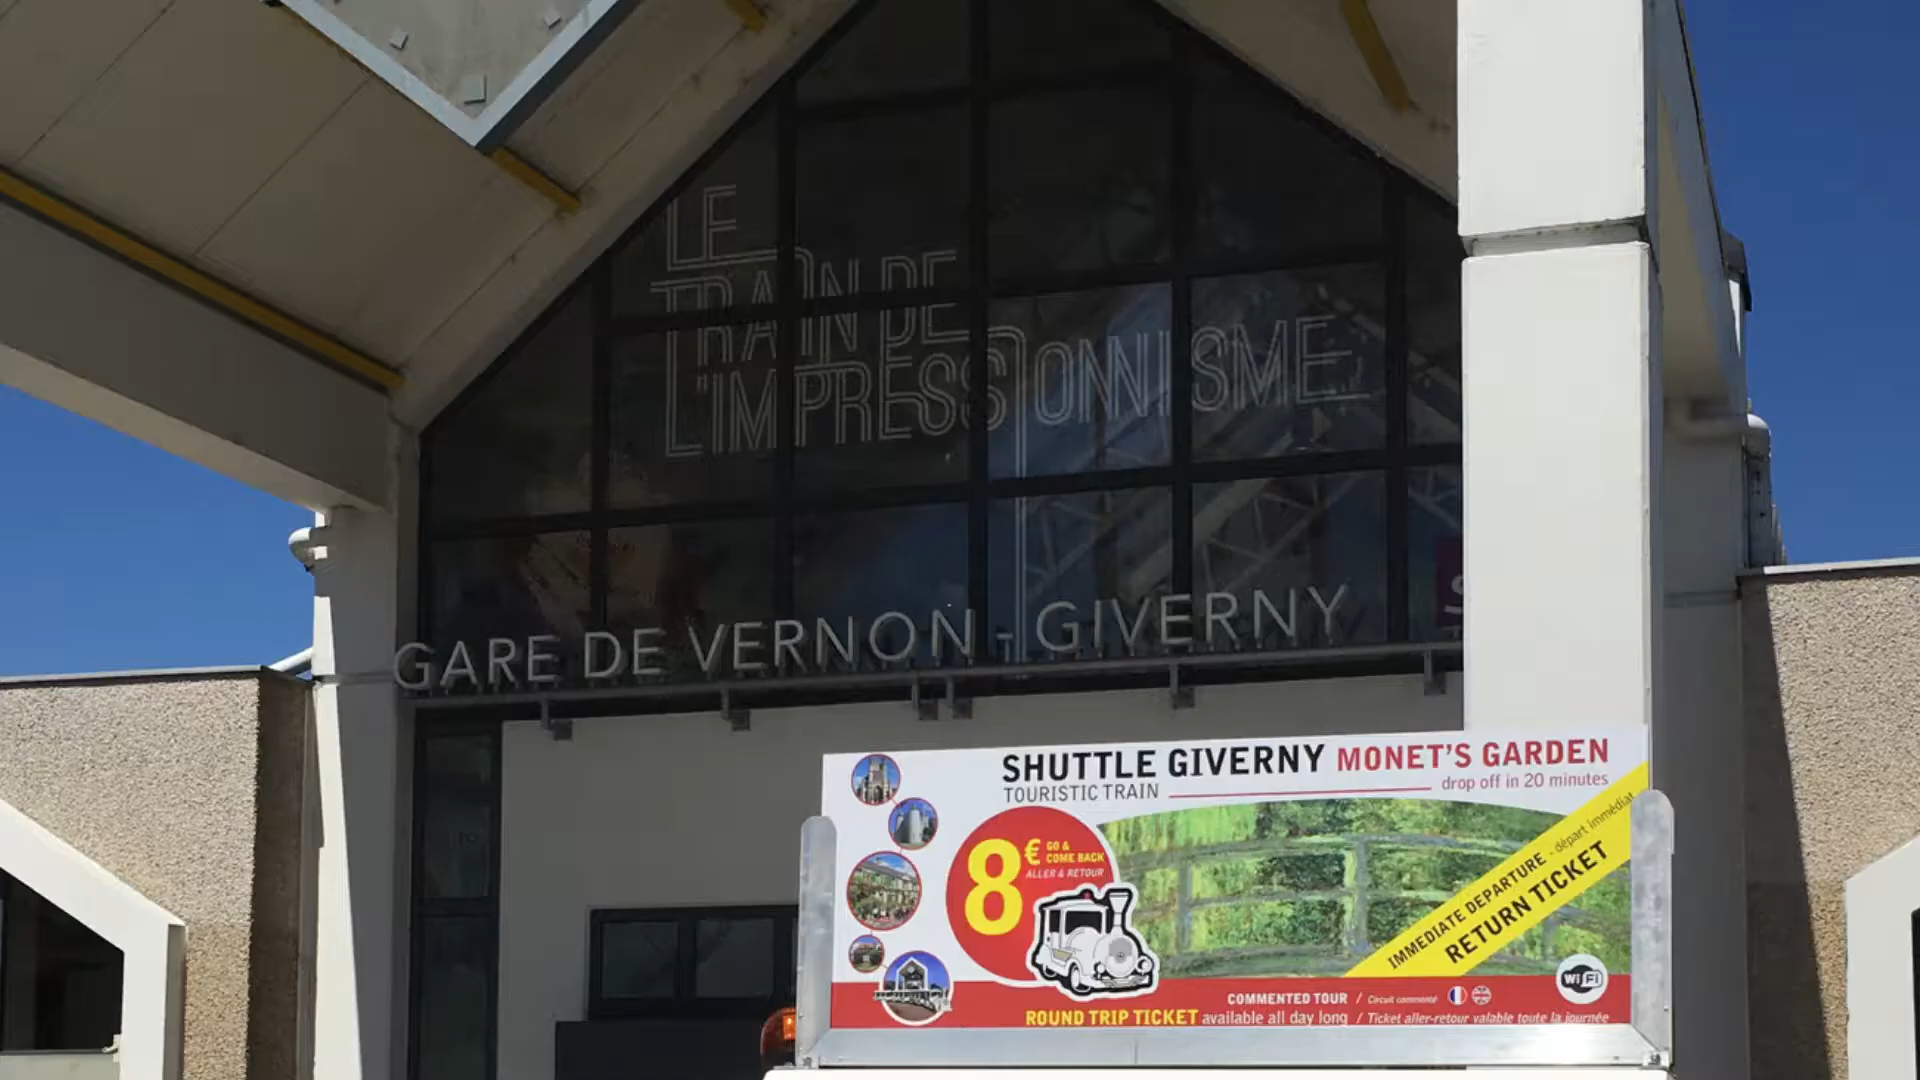 LE
TRAIN DE
L'IMPRESSIONNISME
GARE DE VERNON - GIVERNY
SHUTTLE GIVERNY MONET'S GARDEN
TOURISTIC TRAIN
drop off in 20 minutes
8€ GO &
COME BACK
ALLER & RETOUR
IMMEDIATE DEPARTURE - départ immédiat
RETURN TICKET
WiFi
COMMENTED TOUR / Circuit commenté
ROUND TRIP TICKET available all day long / Ticket aller-retour valable toute la journée